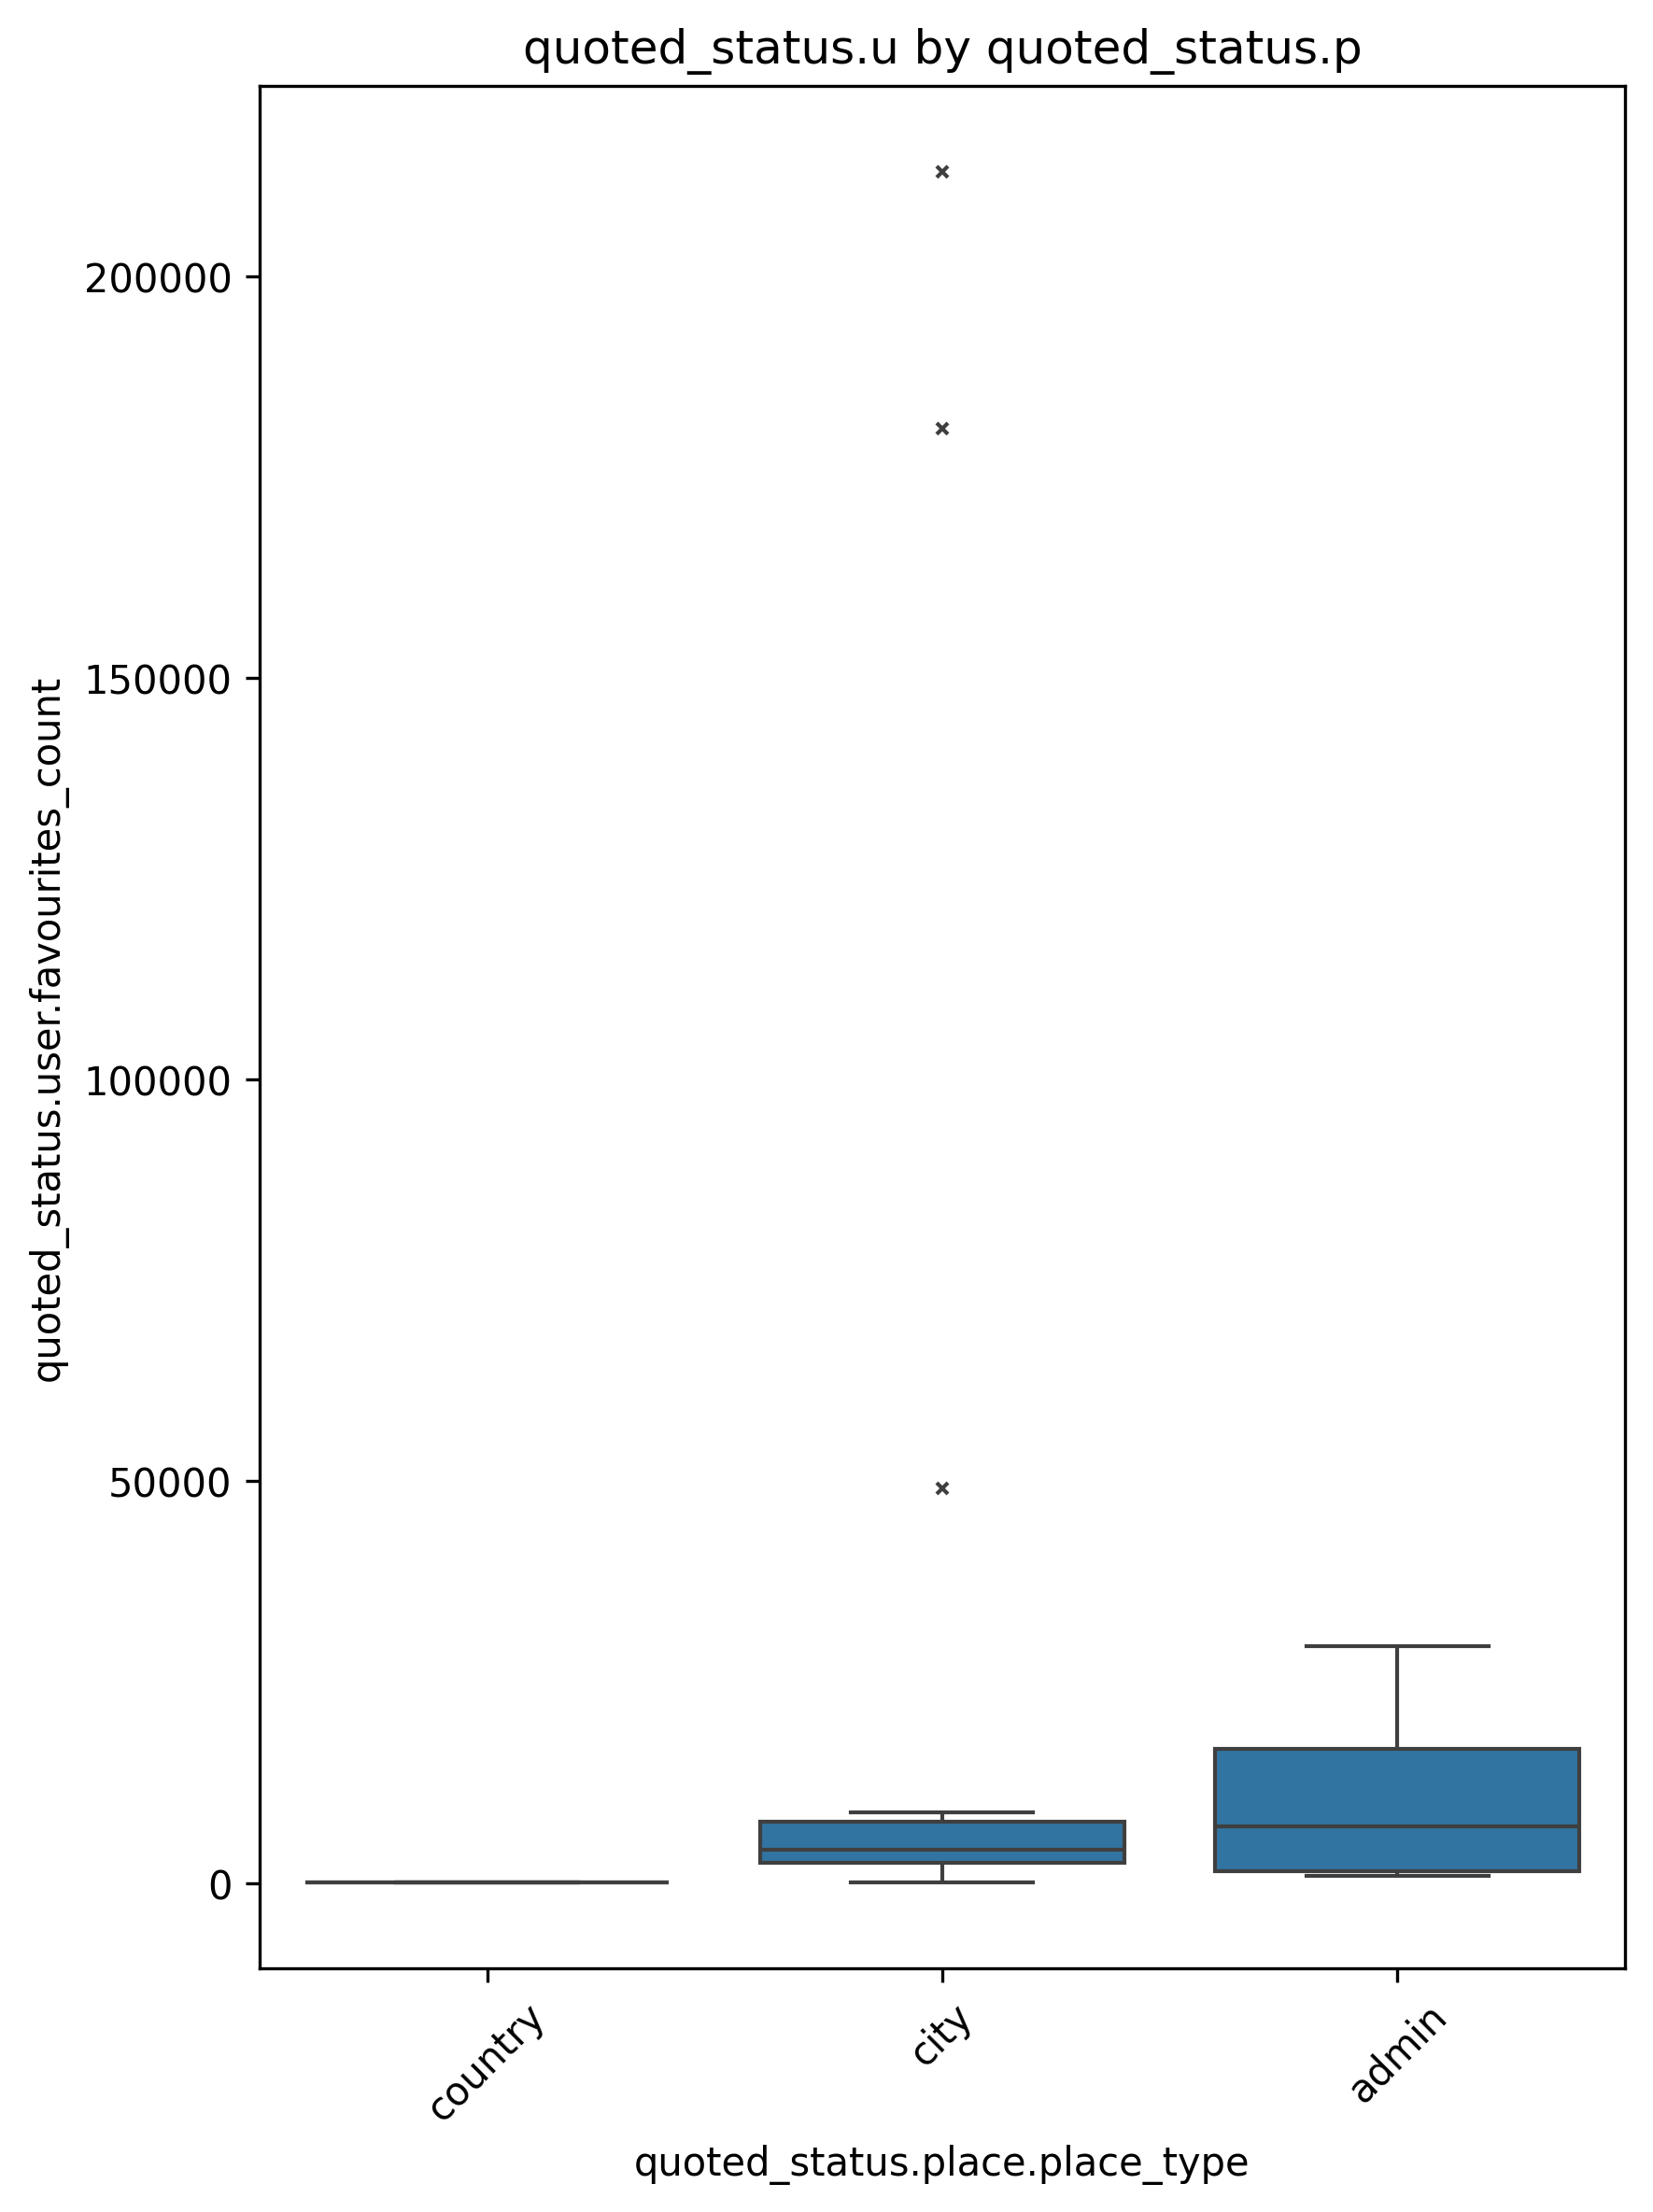 quoted_status.u by quoted_status.p
200000
150000
100000
50000
0
quoted_status.user.favourites_count
country
city
admin
quoted_status.place.place_type